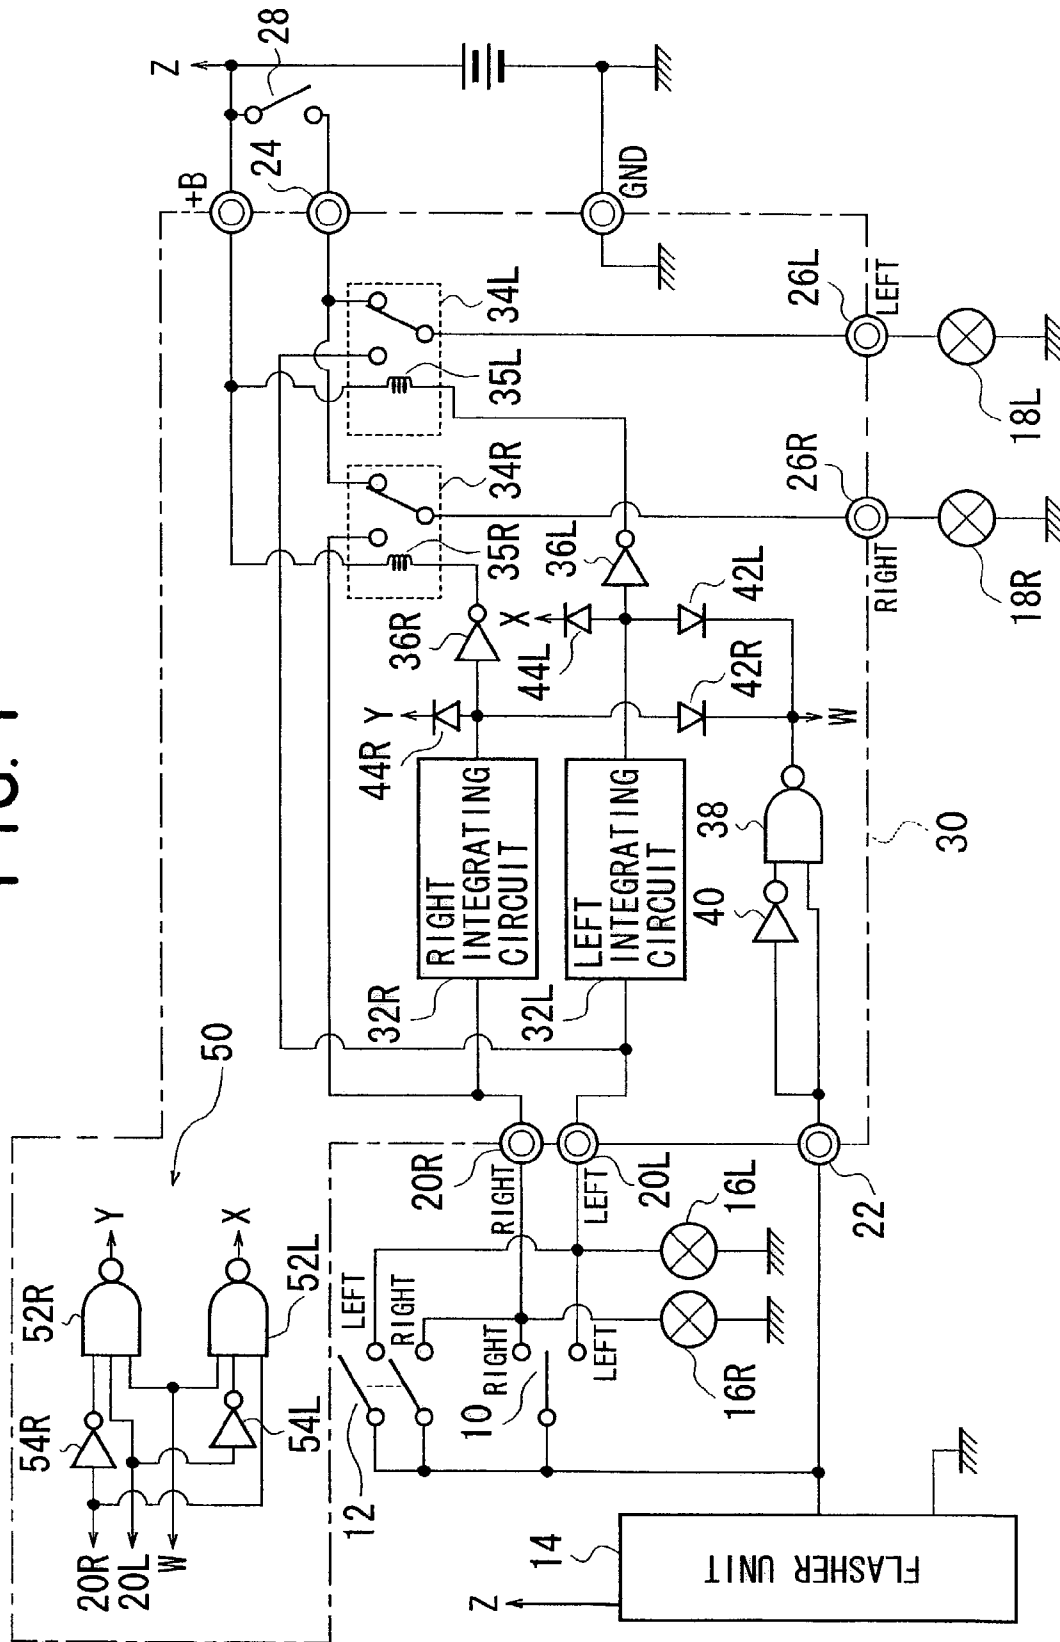 Z
28
+B
24
GND
34L
35L
26L
LEFT
18L
34R
35R
26R
RIGHT
18R
36R
36L
X
44L
42L
42R
Y
44R
W
RIGHT
INTEGRATING
CIRCUIT
32R
LEFT
INTEGRATING
CIRCUIT
32L
38
40
30
50
Y
X
52R
52L
54R
54L
20R
20L
W
20R
RIGHT
20L
LEFT
22
LEFT
RIGHT
RIGHT
LEFT
10
12
16L
16R
14
FLASHER UNIT
Z